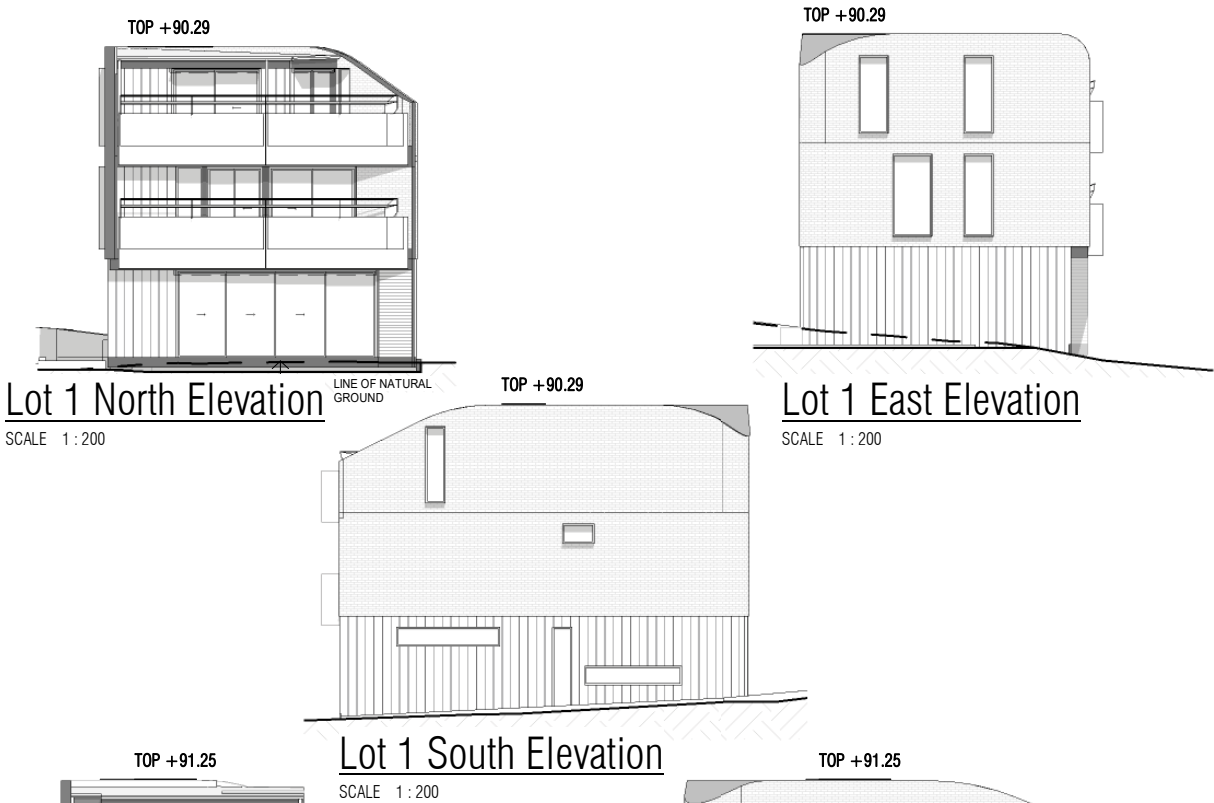 TOP +90.29
TOP +90.29
Lot 1 North Elevation
SCALE 1 : 200
LINE OF NATURAL
GROUND
TOP +90.29
Lot 1 East Elevation
SCALE 1 : 200
Lot 1 South Elevation
SCALE 1 : 200
TOP +91.25
TOP +91.25